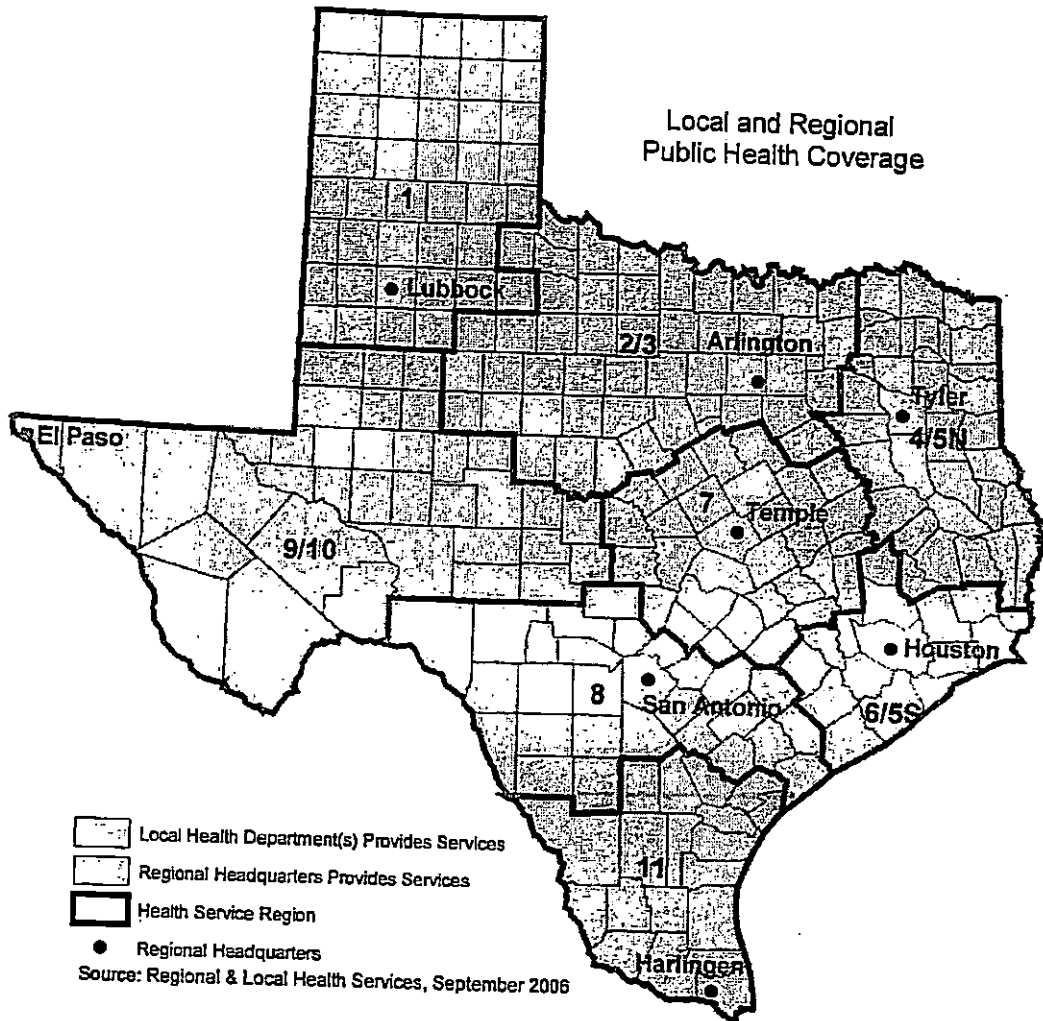 Local and Regional
Public Health Coverage
1
Lubbock
2/3
Arlington
Tyler
4/5N
El Paso
7
Temple
9/10
Houston
8
San Antonio
6/5S
11
Harlingen
Local Health Department(s) Provides Services
Regional Headquarters Provides Services
Health Service Region
Regional Headquarters
Source: Regional & Local Health Services, September 2006